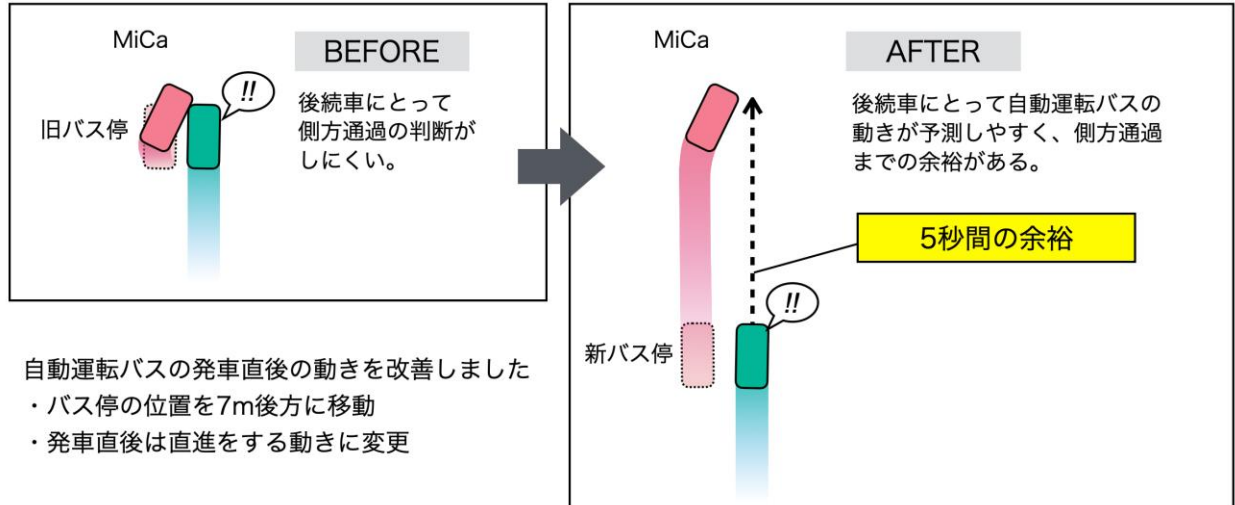 MiCa
BEFORE
!!
旧バス停
後続車にとって
側方通過の判断が
しにくい。
自動運転バスの発車直後の動きを改善しました
・バス停の位置を7m後方に移動
・発車直後は直進をする動きに変更
MiCa
AFTER
後続車にとって自動運転バスの
動きが予測しやすく、側方通過
までの余裕がある。
5秒間の余裕
!!
新バス停